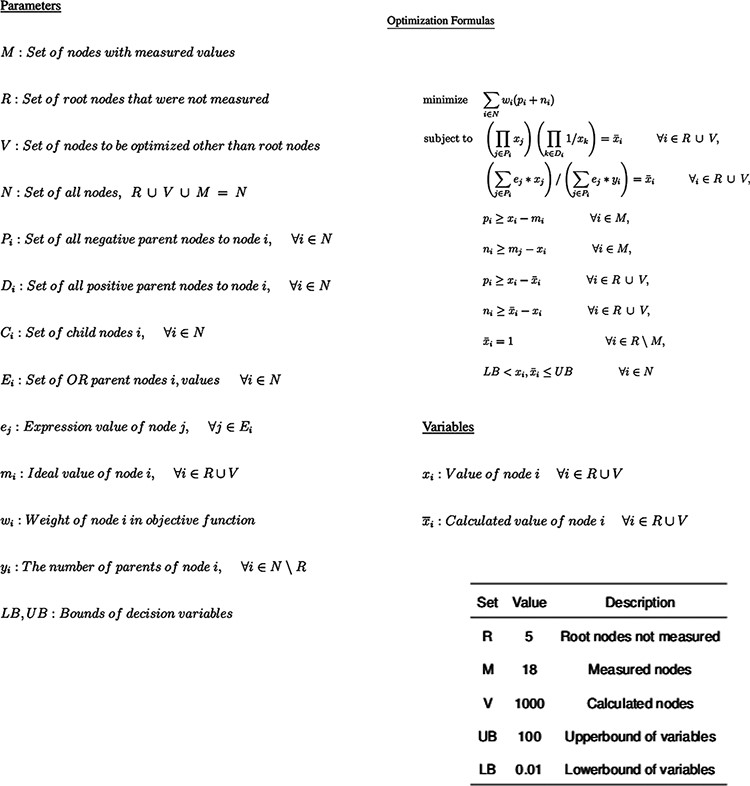 Parameters
M : Set of nodes with measured values
R : Set of root nodes that were not measured
V : Set of nodes to be optimized other than root nodes
N : Set of all nodes, R ∪ V ∪ M = N
P_i : Set of all negative parent nodes to node i, ∀i ∈ N
D_i : Set of all positive parent nodes to node i, ∀i ∈ N
C_i : Set of child nodes i, ∀i ∈ N
E_i : Set of OR parent nodes i, values ∀i ∈ N
e_j : Expression value of node j, ∀j ∈ E_i
m_i : Ideal value of node i, ∀i ∈ R ∪ V
w_i : Weight of node i in objective function
y_i : The number of parents of node i, ∀i ∈ N \ R
LB, UB : Bounds of decision variables
Optimization Formulas
minimize ∑_{i∈N} w_i(p_i + n_i)
subject to (∏_{j∈P_i} x_j) (∏_{k∈D_i} 1/x_k) = x̄_i ∀i ∈ R ∪ V,
(∑_{j∈P_i} e_j * x_j) / (∑_{j∈P_i} e_j * y_i) = x̄_i ∀_i ∈ R ∪ V,
p_i ≥ x_i − m_i ∀i ∈ M,
n_i ≥ m_j − x_i ∀i ∈ M,
p_i ≥ x_i − x̄_i ∀i ∈ R ∪ V,
n_i ≥ x̄_i − x_i ∀i ∈ R ∪ V,
x̄_i = 1 ∀i ∈ R \ M,
LB < x_i, x̄_i ≤ UB ∀i ∈ N
Variables
x_i : Value of node i ∀i ∈ R ∪ V
x̄_i : Calculated value of node i ∀i ∈ R ∪ V
Set Value Description
R 5 Root nodes not measured
M 18 Measured nodes
V 1000 Calculated nodes
UB 100 Upperbound of variables
LB 0.01 Lowerbound of variables